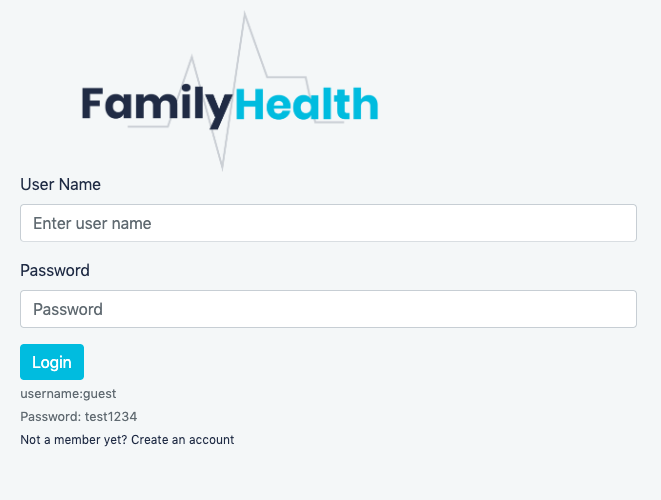 FamilyHealth
User Name
Enter user name
Password
Password
Login
username:guest
Password: test1234
Not a member yet? Create an account